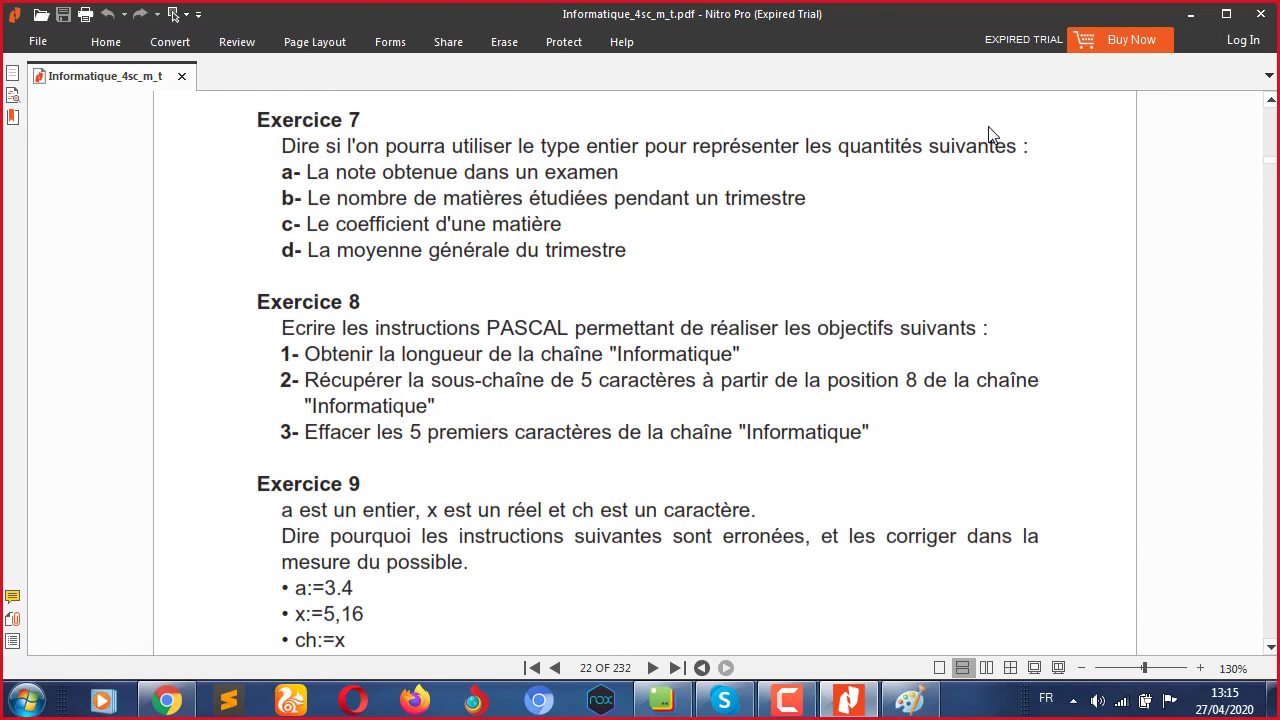 Informatique_4sc_m_t.pdf - Nitro Pro (Expired Trial)
File Home Convert Review Page Layout Forms Share Erase Protect Help EXPIRED TRIAL Buy Now Log In
Informatique_4sc_m_t
Exercice 7
Dire si l'on pourra utiliser le type entier pour représenter les quantités suivantes :
a- La note obtenue dans un examen
b- Le nombre de matières étudiées pendant un trimestre
c- Le coefficient d'une matière
d- La moyenne générale du trimestre
Exercice 8
Ecrire les instructions PASCAL permettant de réaliser les objectifs suivants :
1- Obtenir la longueur de la chaîne "Informatique"
2- Récupérer la sous-chaîne de 5 caractères à partir de la position 8 de la chaîne
"Informatique"
3- Effacer les 5 premiers caractères de la chaîne "Informatique"
Exercice 9
a est un entier, x est un réel et ch est un caractère.
Dire pourquoi les instructions suivantes sont erronées, et les corriger dans la
mesure du possible.
• a:=3.4
• x:=5,16
• ch:=x
22 OF 232 130%
nox FR 13:15
27/04/2020